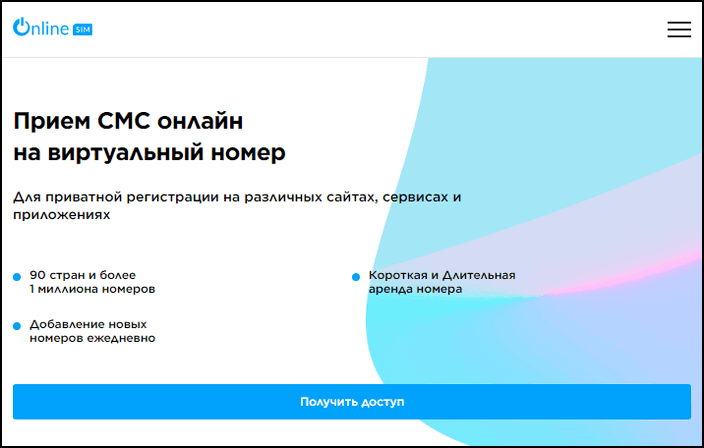 Online SIM
Прием СМС онлайн
на виртуальный номер
Для приватной регистрации на различных сайтах, сервисах и
приложениях
90 стран и более
1 миллиона номеров
Короткая и Длительная
аренда номера
Добавление новых
номеров ежедневно
Получить доступ